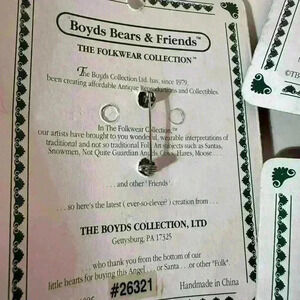 Boyds Bears & Friends™
THE FOLKWEAR COLLECTION™
The Boyds Collection Ltd. has, since 1979,
been creating affordable Antique Reproductions and Collectibles.
In The Folkwear Collection,™
our artists have brought to you wonderful, wearable interpretations of
traditional and not so traditional Folk Art subjects such as Santas,
Snowmen, Not Quite Guardian Angels, Hares, Moose...
...and other 'Friends'
...so here's the latest ( ever-so-clever! ) creation from...
THE BOYDS COLLECTION, LTD
Gettysburg, PA 17325
...who thank you from the bottom of our
little hearts for buying this Angel... or Santa... or other "Folk".
#26321
Handmade in China